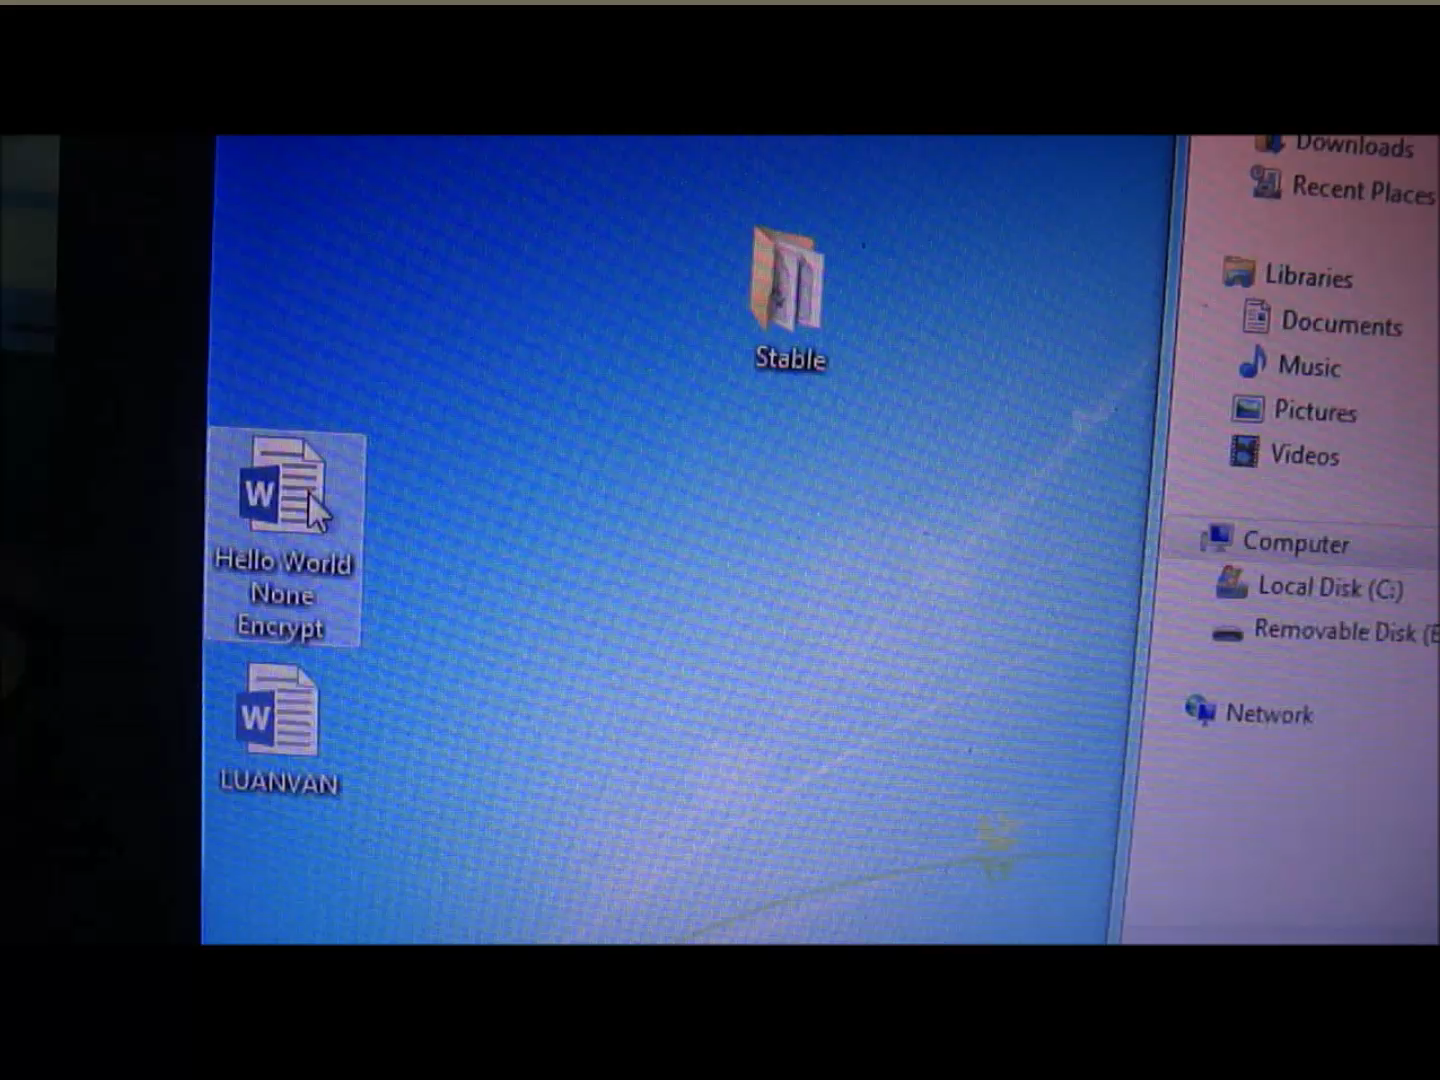 Downloads
Recent Places
Libraries
Documents
Music
Pictures
Videos
Computer
Local Disk (C:)
Removable Disk (E
Network
Stable
W
Hello World
None
Encrypt
W
LUANVAN